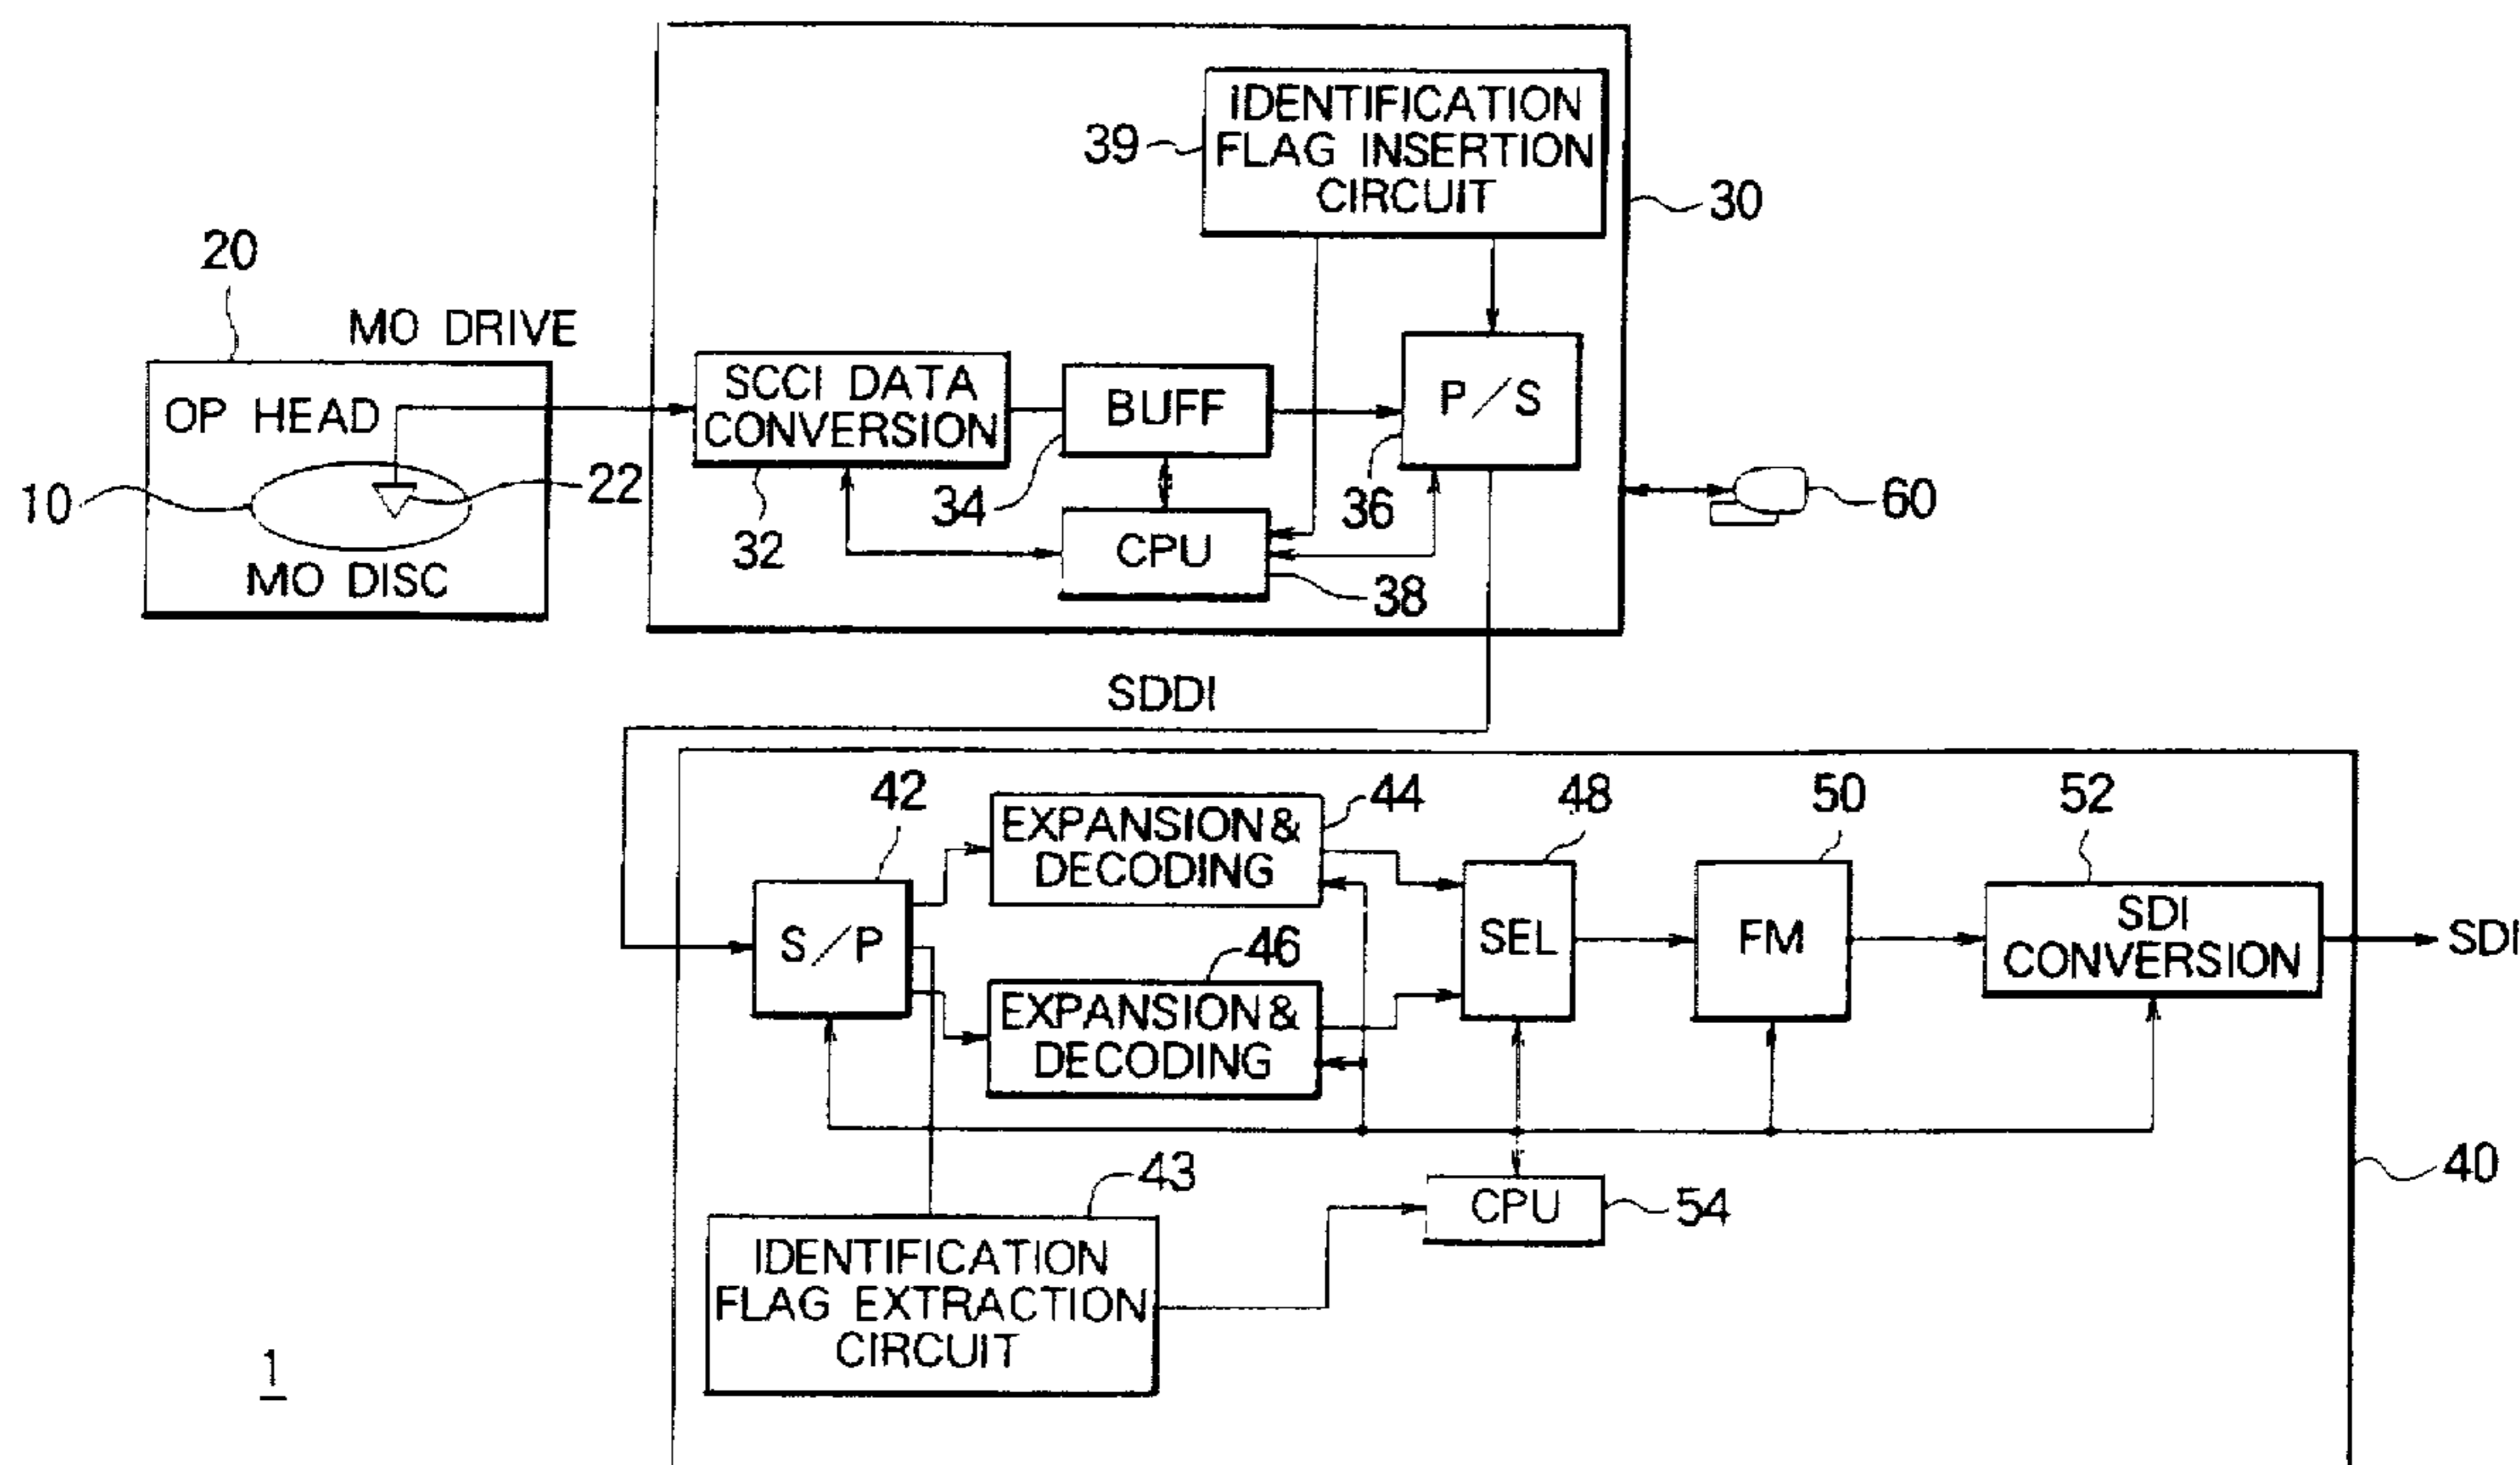 IDENTIFICATION
FLAG INSERTION
CIRCUIT
39
30
20
MO DRIVE
OP HEAD
SCCI DATA
CONVERSION
BUFF
P/S
10
22
MO DISC
32
34
CPU
36
38
60
SDDI
42
EXPANSION&
DECODING
44
48
50
52
S/P
46
EXPANSION&
DECODING
SEL
FM
SDI
CONVERSION
SDI
43
IDENTIFICATION
FLAG EXTRACTION
CIRCUIT
CPU
54
40
1